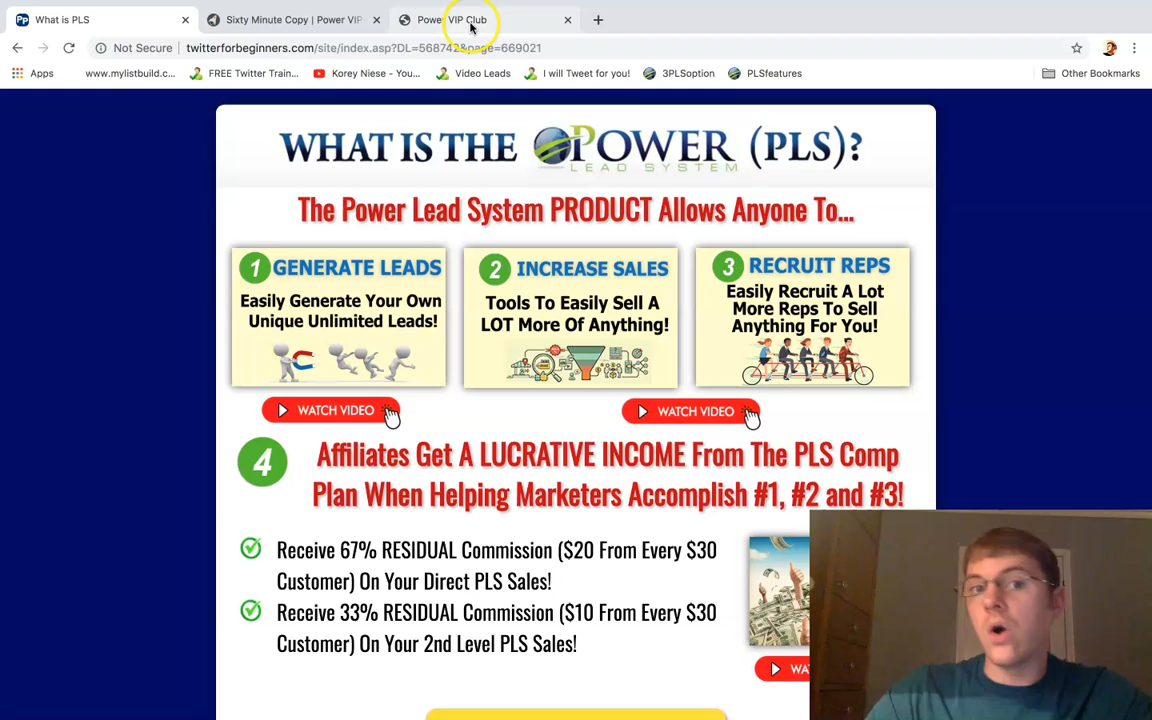 What is PLS
Sixty Minute Copy | Power VIP
Power VIP Club
Not Secure
twitterforbeginners.com/site/index.asp?DL=568742&page=669021
Apps
www.mylistbuild.c...
FREE Twitter Train...
Korey Niese - You...
Video Leads
I will Tweet for you!
3PLSoption
PLSfeatures
Other Bookmarks
WHAT IS THE POWER (PLS)?
LEAD SYSTEM
The Power Lead System PRODUCT Allows Anyone To...
1 GENERATE LEADS
Easily Generate Your Own
Unique Unlimited Leads!
2 INCREASE SALES
Tools To Easily Sell A
LOT More Of Anything!
3 RECRUIT REPS
Easily Recruit A Lot
More Reps To Sell
Anything For You!
WATCH VIDEO
WATCH VIDEO
4
Affiliates Get A LUCRATIVE INCOME From The PLS Comp
Plan When Helping Marketers Accomplish #1, #2 and #3!
Receive 67% RESIDUAL Commission ($20 From Every $30
Customer) On Your Direct PLS Sales!
Receive 33% RESIDUAL Commission ($10 From Every $30
Customer) On Your 2nd Level PLS Sales!
WA